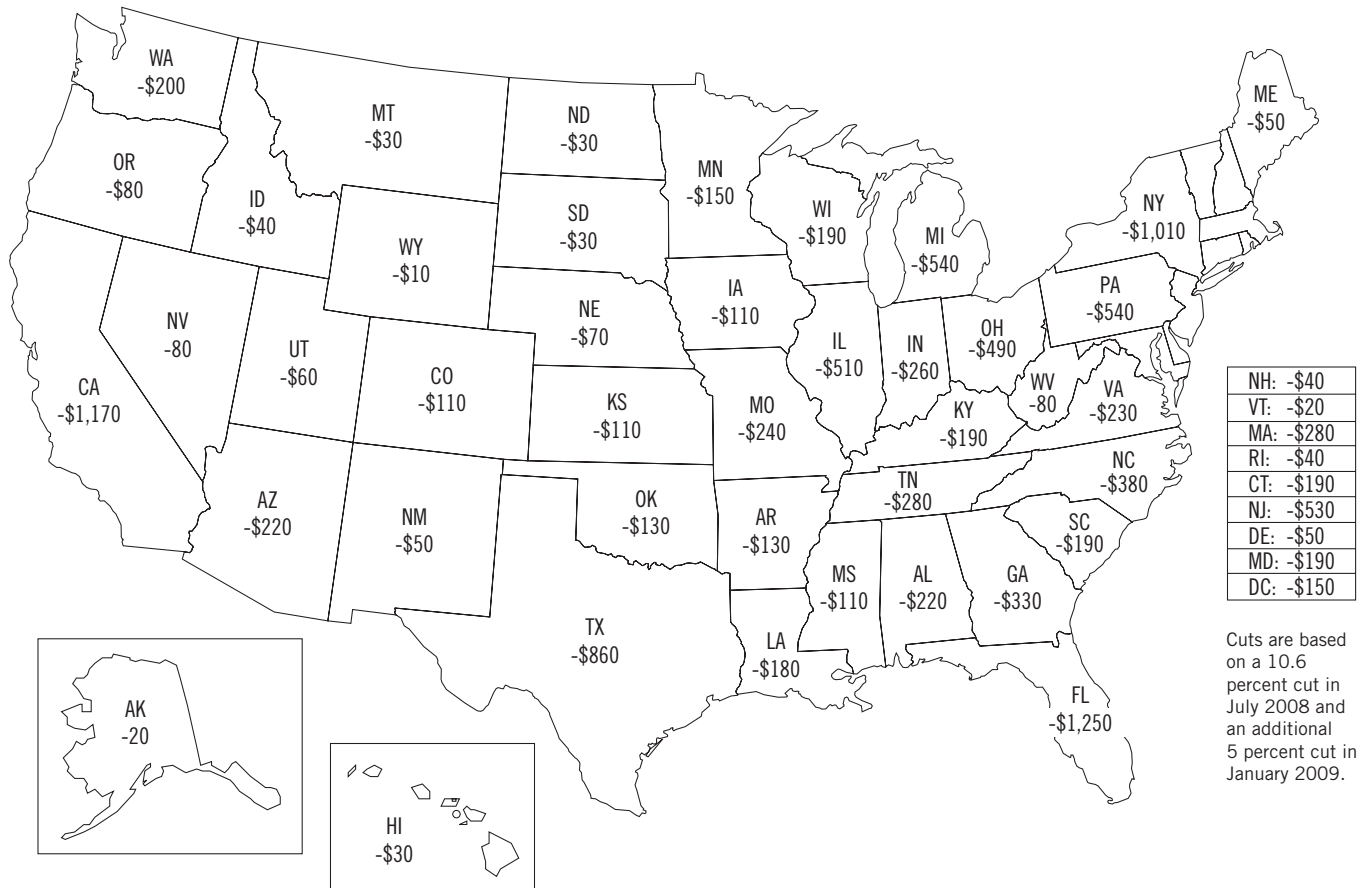 WA
-$200
MT
-$30
ND
-$30
ME
-$50
OR
-$80
ID
-$40
MN
-$150
NY
-$1,010
WY
-$10
SD
-$30
WI
-$190
MI
-$540
NE
-$70
IA
-$110
PA
-$540
NV
-80
UT
-$60
CO
-$110
IL
-$510
IN
-$260
OH
-$490
CA
-$1,170
KS
-$110
MO
-$240
KY
-$190
WV
-80
VA
-$230
AZ
-$220
NM
-$50
OK
-$130
AR
-$130
TN
-$280
NC
-$380
SC
-$190
TX
-$860
LA
-$180
MS
-$110
AL
-$220
GA
-$330
FL
-$1,250
AK
-20
HI
-$30
NH: -$40
VT: -$20
MA: -$280
RI: -$40
CT: -$190
NJ: -$530
DE: -$50
MD: -$190
DC: -$150
Cuts are based
on a 10.6
percent cut in
July 2008 and
an additional
5 percent cut in
January 2009.